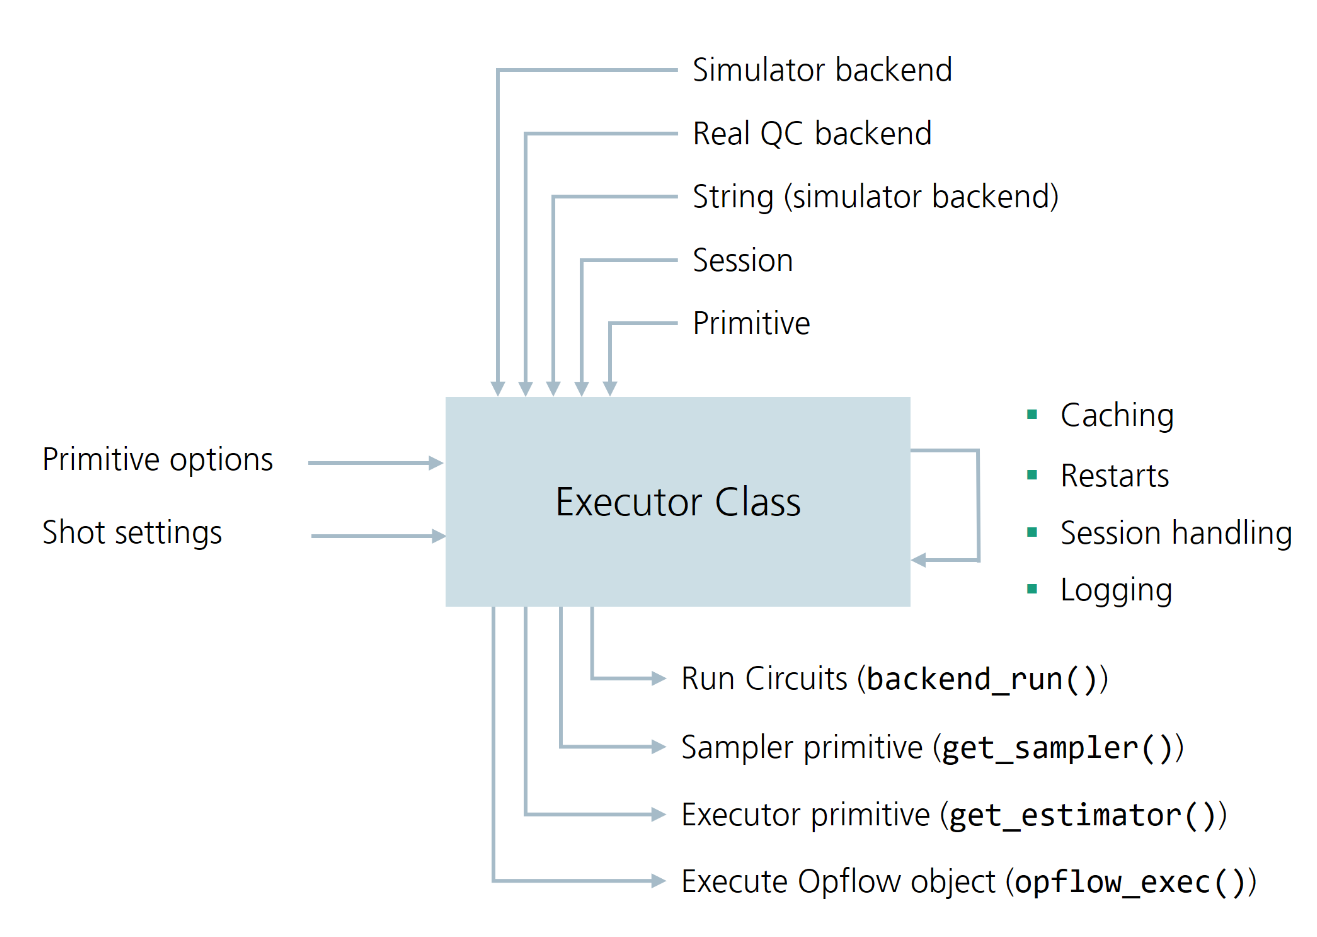 Simulator backend
Real QC backend
String (simulator backend)
Session
Primitive
Primitive options
Shot settings
Executor Class
Caching
Restarts
Session handling
Logging
Run Circuits (backend_run())
Sampler primitive (get_sampler())
Executor primitive (get_estimator())
Execute Opflow object (opflow_exec())